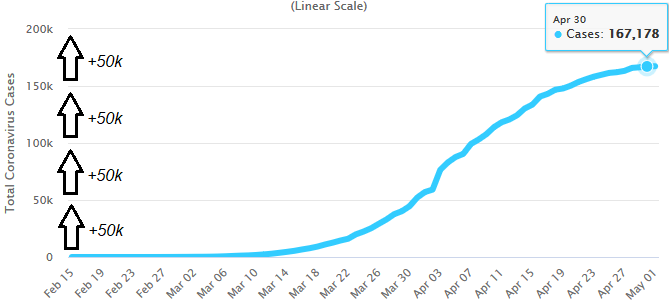 (Linear Scale)
Apr 30
Cases: 167,178
Total Coronavirus Cases
200k
+50k
150k
+50k
100k
+50k
50k
+50k
0
Feb 15
Feb 19
Feb 23
Feb 27
Mar 02
Mar 06
Mar 10
Mar 14
Mar 18
Mar 22
Mar 26
Mar 30
Apr 03
Apr 07
Apr 11
Apr 15
Apr 19
Apr 23
Apr 27
May 01